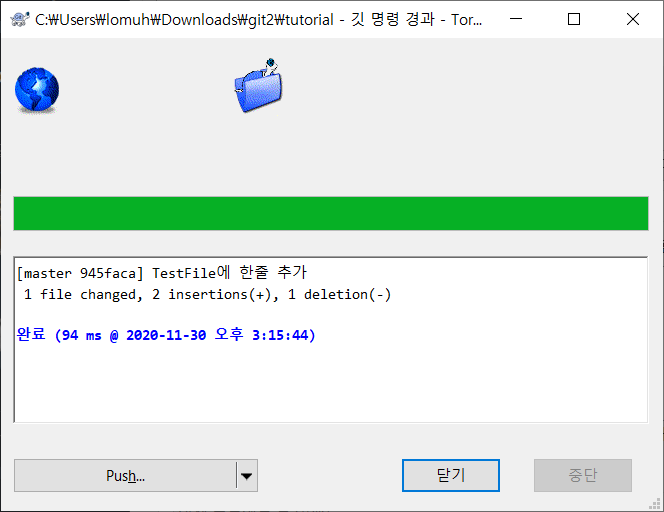 C:₩Users₩lomuh₩Downloads₩git2₩tutorial - 깃 명령 경과 - Tor...
[master 945faca] TestFile에 한줄 추가
1 file changed, 2 insertions(+), 1 deletion(-)
완료 (94 ms @ 2020-11-30 오후 3:15:44)
Push...
닫기
중단